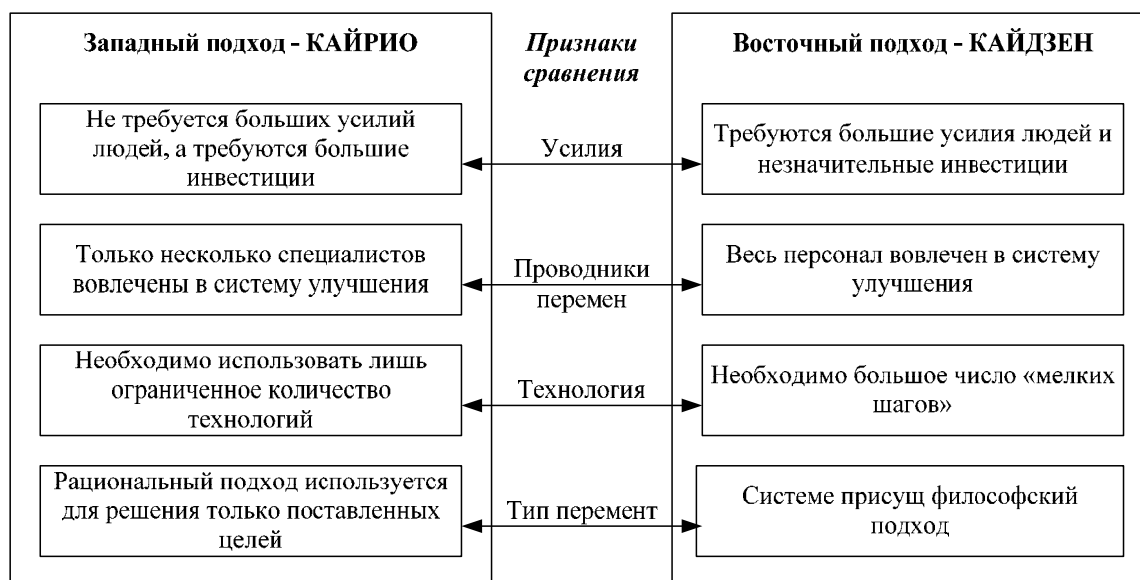 Западный подход - КАЙРИО
Признаки
сравнения
Восточный подход - КАЙДЗЕН
Не требуется больших усилий
людей, а требуются большие
инвестиции
Усилия
Требуются большие усилия людей и
незначительные инвестиции
Только несколько специалистов
вовлечены в систему улучшения
Проводники
перемен
Весь персонал вовлечен в систему
улучшения
Необходимо использовать лишь
ограниченное количество
технологий
Технология
Необходимо большое число «мелких
шагов»
Рациональный подход используется
для решения только поставленных
целей
Тип перемент
Системе присущ философский
подход